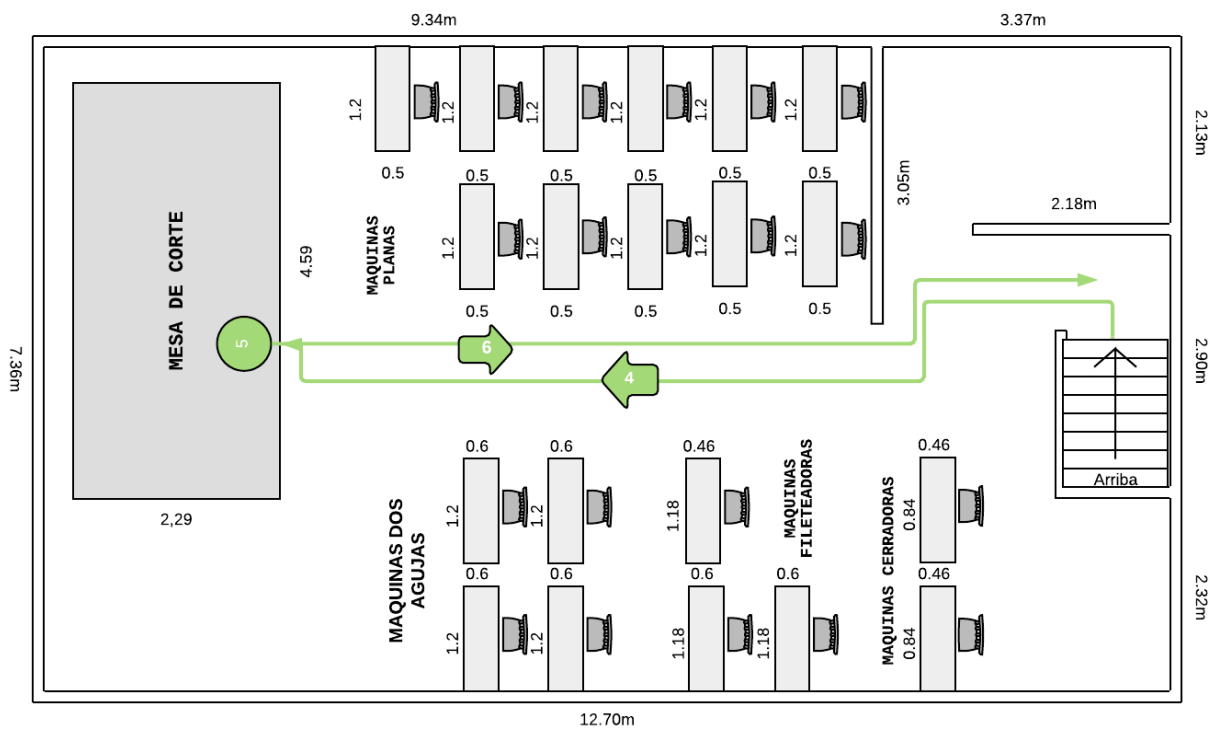 9.34m
3.37m
1.2
1.2
1.2
1.2
1.2
1.2
2.13m
0.5
0.5
0.5
0.5
0.5
0.5
3.05m
2.18m
MAQUINAS
PLANAS
1.2
1.2
1.2
1.2
1.2
MESA DE CORTE
4.59
0.5
0.5
0.5
0.5
0.5
5
6
4
7.36m
2.90m
Arriba
2,29
0.6
0.6
0.46
0.46
MAQUINAS DOS
AGUJAS
1.2
1.2
1.18
MAQUINAS
FILETEADORAS
MAQUINAS CERRADORAS
0.84
0.6
0.6
0.6
0.6
0.46
1.2
1.2
1.18
1.18
0.84
2.32m
12.70m